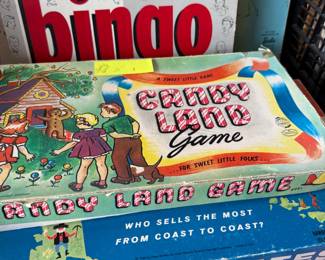 bingo
A SWEET LITTLE GAME
CANDY
LAND
Game
...FOR SWEET LITTLE FOLKS...
ANDY LAND GAME
WHO SELLS THE MOST
FROM COAST TO COAST?